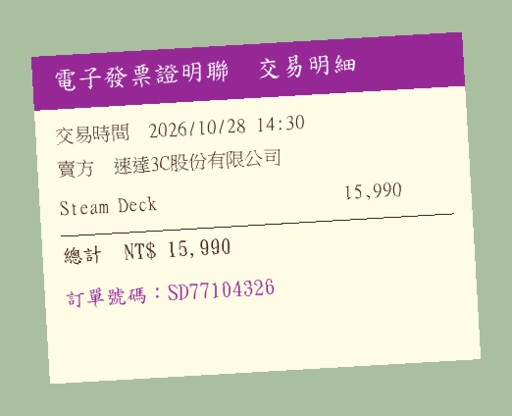 電子發票證明聯　交易明細
交易時間　2026/10/28 14:30
賣方　速達3C股份有限公司
Steam Deck　15,990
總計　NT$ 15,990
訂單號碼：SD77104326